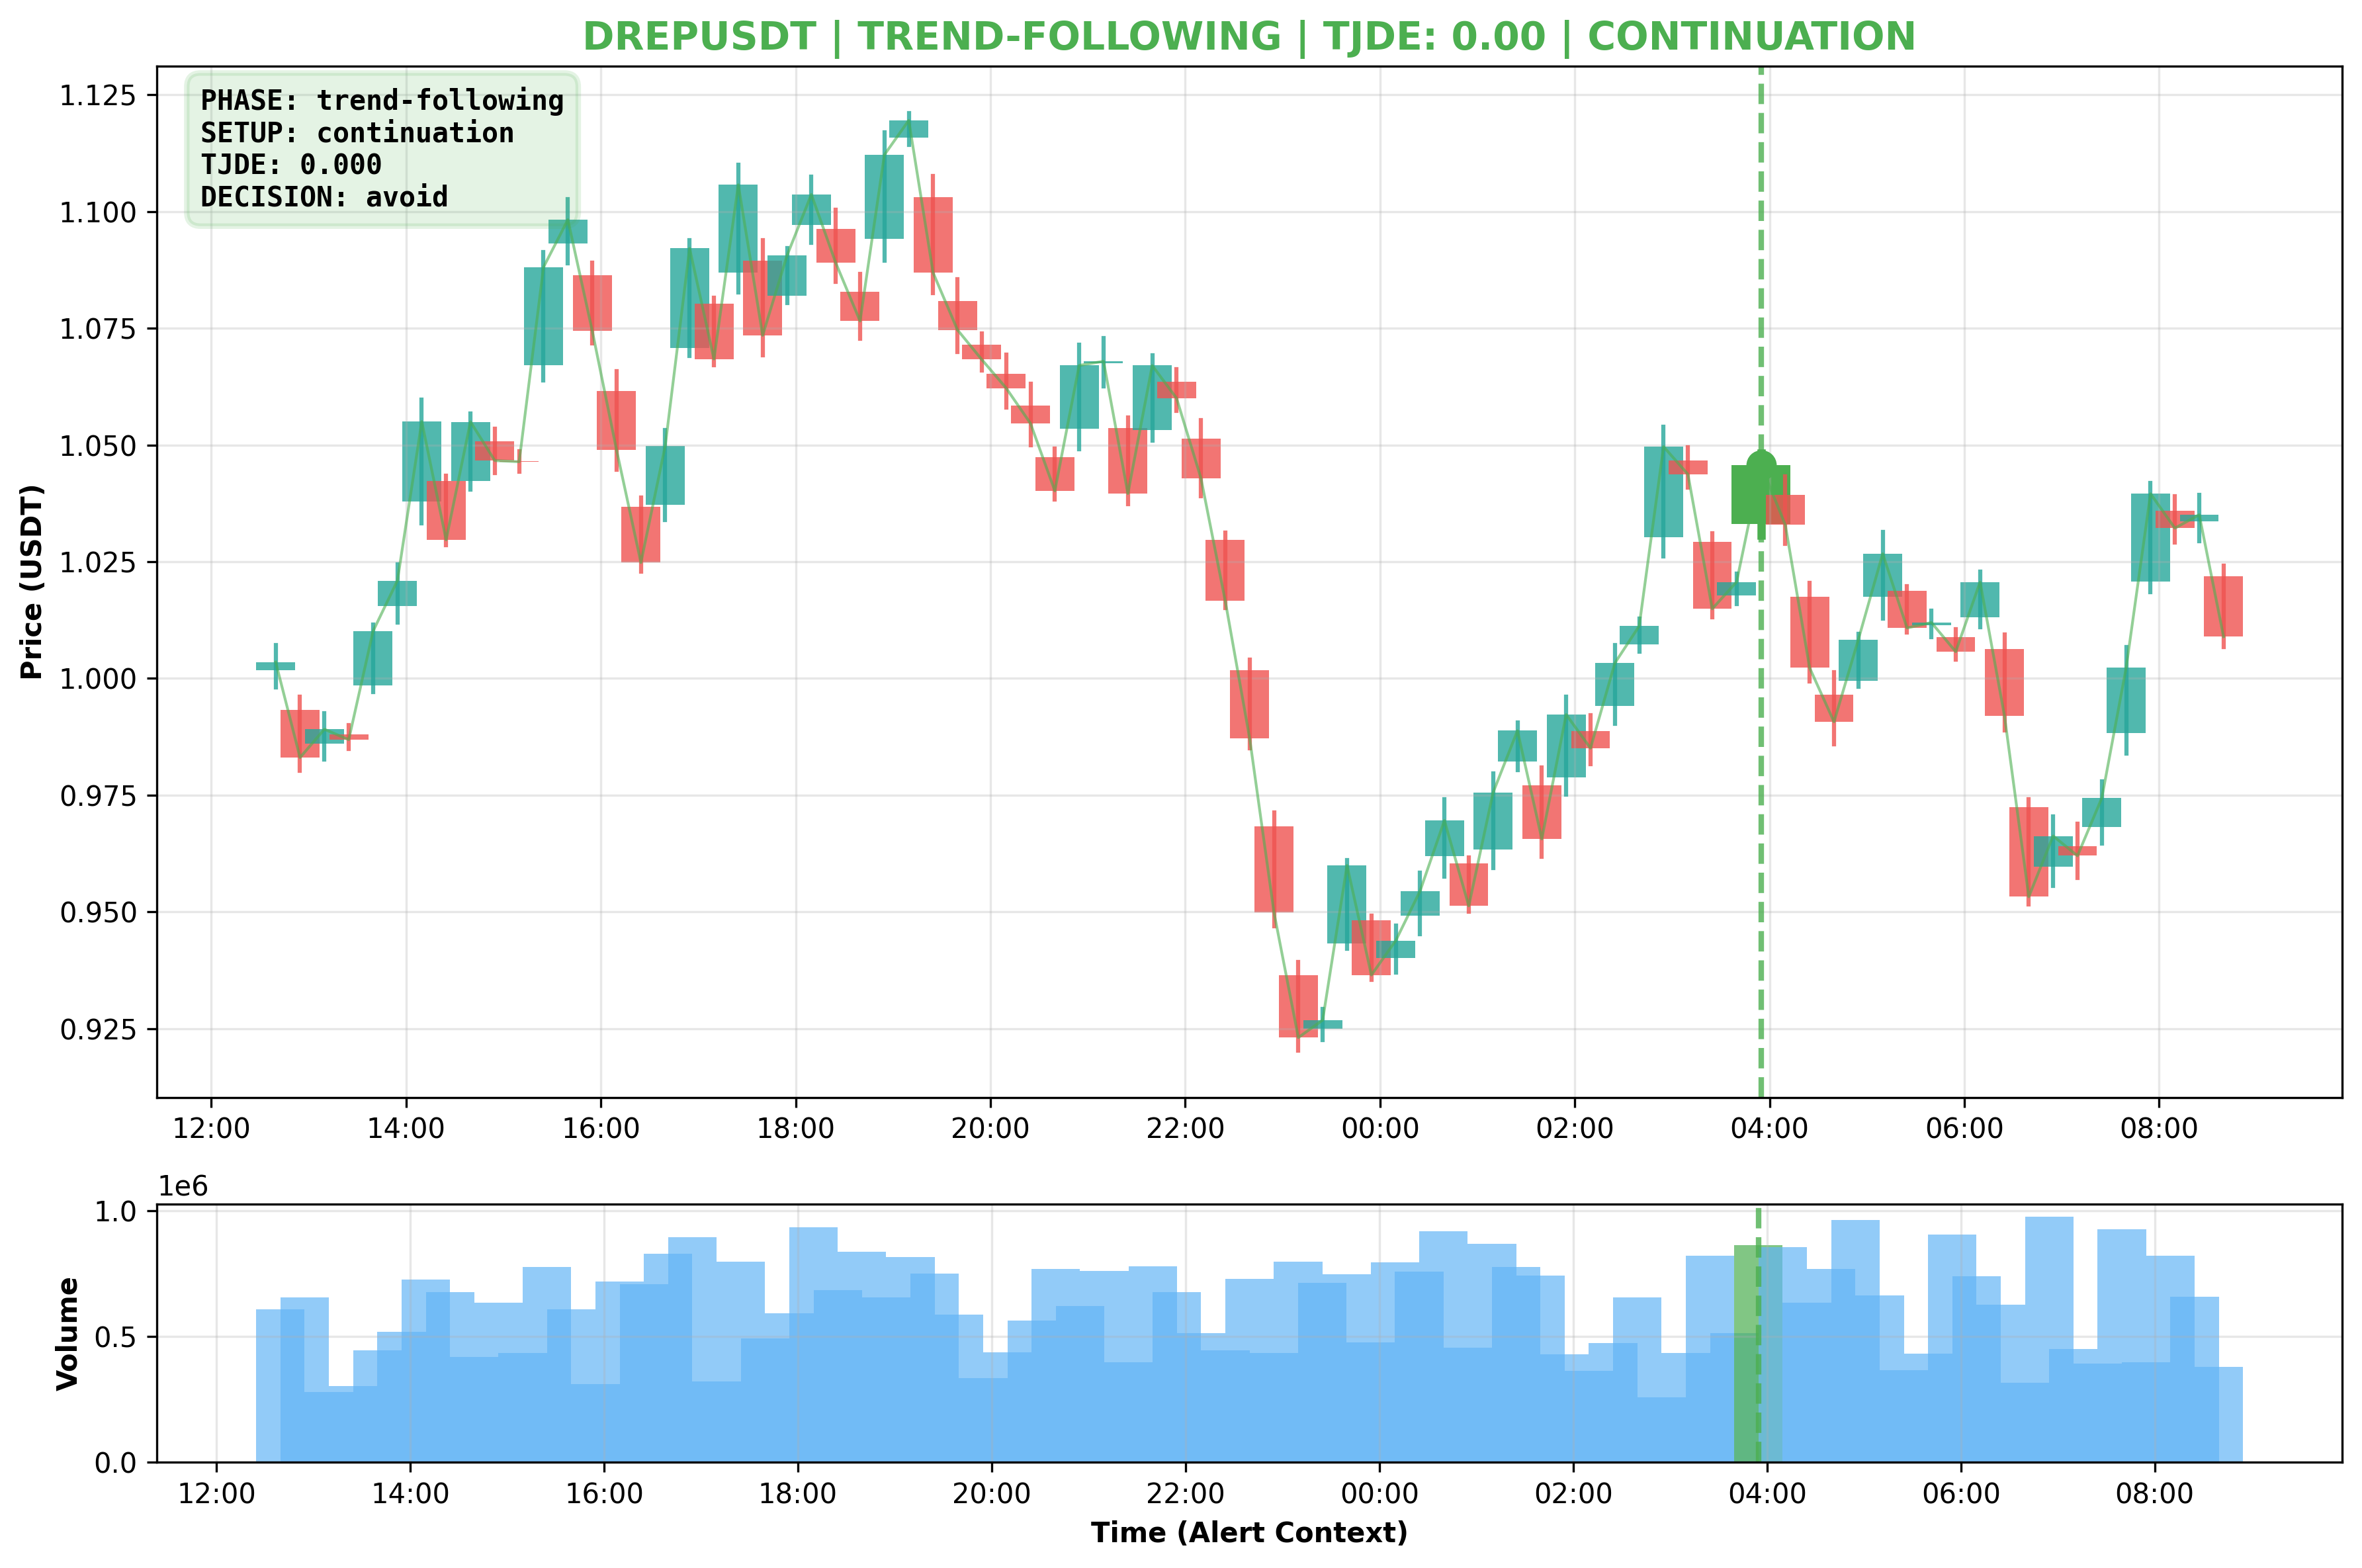 DREPUSDT | TREND-FOLLOWING | TJDE: 0.00 | CONTINUATION
PHASE: trend-following
SETUP: continuation
TJDE: 0.000
DECISION: avoid
Price (USDT)
1.125
1.100
1.075
1.050
1.025
1.000
0.975
0.950
0.925
12:00 14:00 16:00 18:00 20:00 22:00 00:00 02:00 04:00 06:00 08:00
1e6
Volume
1.0
0.5
0.0
12:00 14:00 16:00 18:00 20:00 22:00 00:00 02:00 04:00 06:00 08:00
Time (Alert Context)